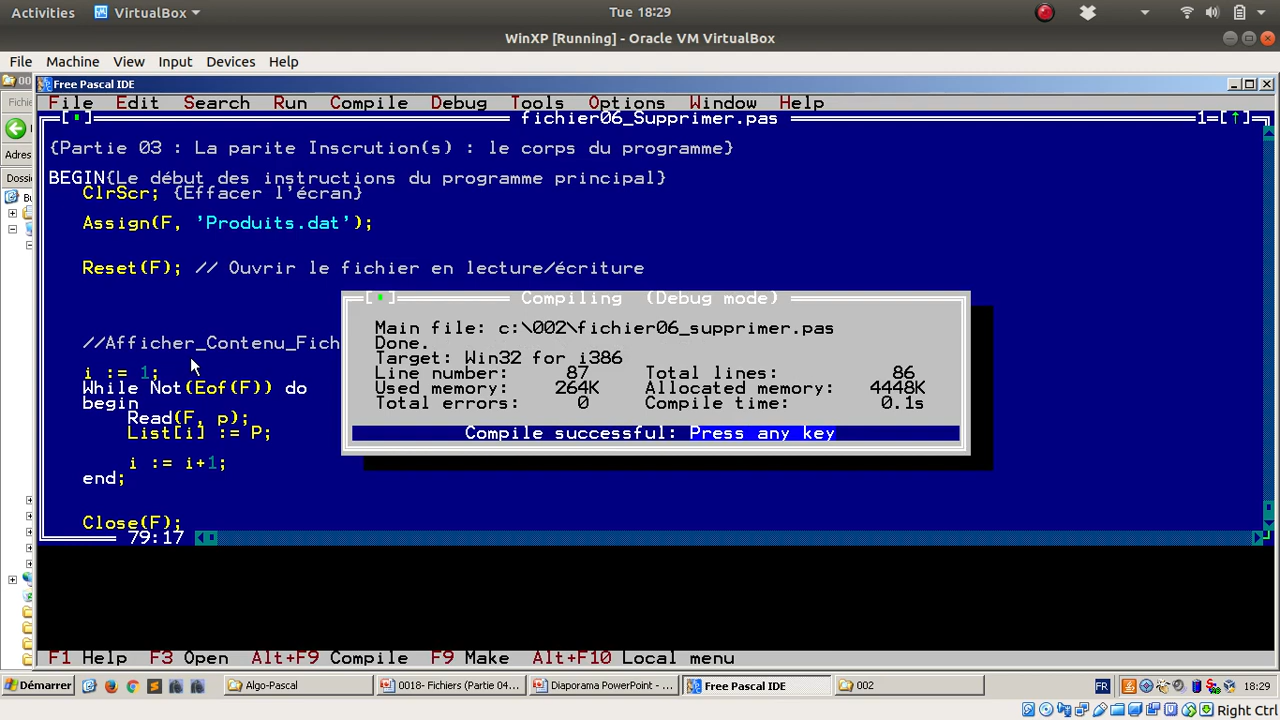 Activities VirtualBox Tue 18:29
WinXP [Running] - Oracle VM VirtualBox
File Machine View Input Devices Help
Free Pascal IDE
File Edit Search Run Compile Debug Tools Options Window Help
fichier06_Supprimer.pas 1=[↑]
{Partie 03 : La parite Inscrution(s) : le corps du programme}
BEGIN{Le début des instructions du programme principal}
ClrScr; {Effacer l'écran}
Assign(F, 'Produits.dat');
Reset(F); // Ouvrir le fichier en lecture/écriture
//Afficher_Contenu_Fich
i := 1;
While Not(Eof(F)) do
begin
Read(F, p);
List[i] := P;
i := i+1;
end;
Close(F);
79:17
Compiling (Debug mode)
Main file: c:\002\fichier06_supprimer.pas
Done.
Target: Win32 for i386
Line number: 87 Total lines: 86
Used memory: 264K Allocated memory: 4448K
Total errors: 0 Compile time: 0.1s
Compile successful: Press any key
F1 Help F3 Open Alt+F9 Compile F9 Make Alt+F10 Local menu
00
Fichie
Adres
Dossi
Démarrer Algo-Pascal 0018- Fichiers (Partie 04... Diaporama PowerPoint - ... Free Pascal IDE 002 FR 18:29
Right Ctrl